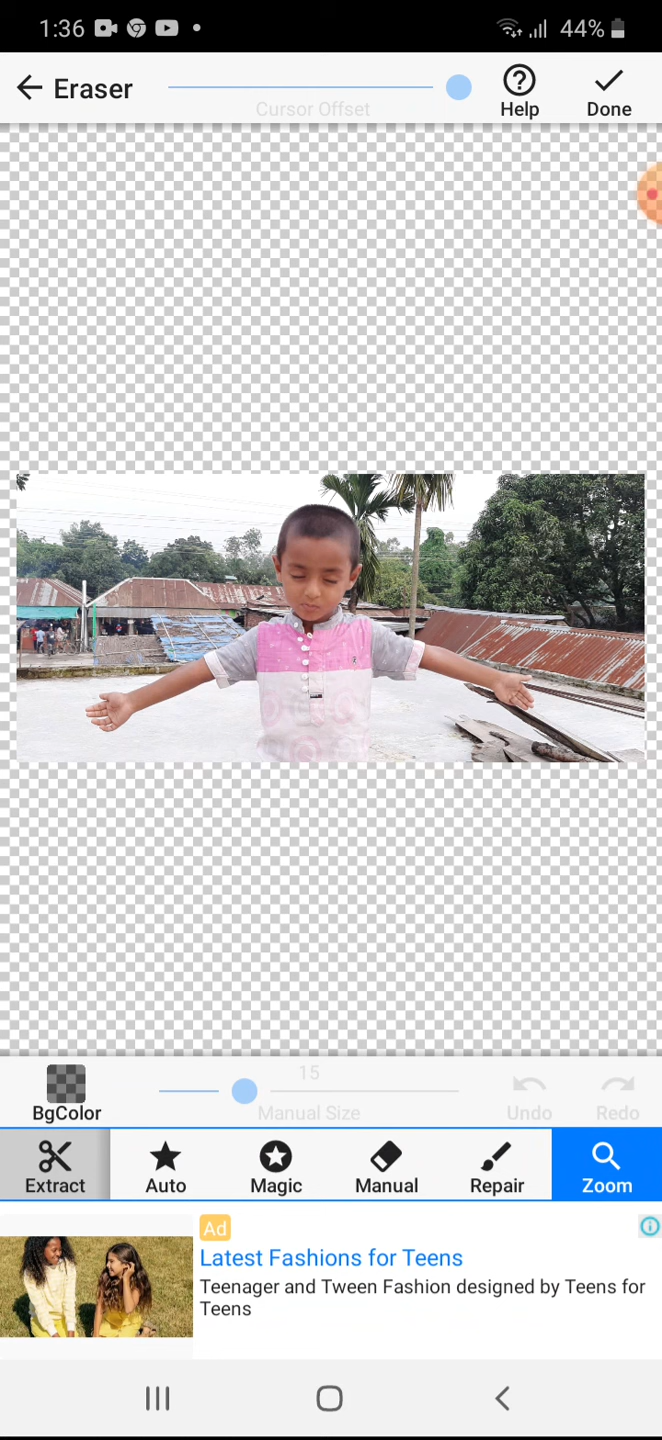 1:36
44%
Eraser
Cursor Offset
Help
Done
15
BgColor
Manual Size
Undo
Redo
Extract
Auto
Magic
Manual
Repair
Zoom
Ad
Latest Fashions for Teens
Teenager and Tween Fashion designed by Teens for
Teens